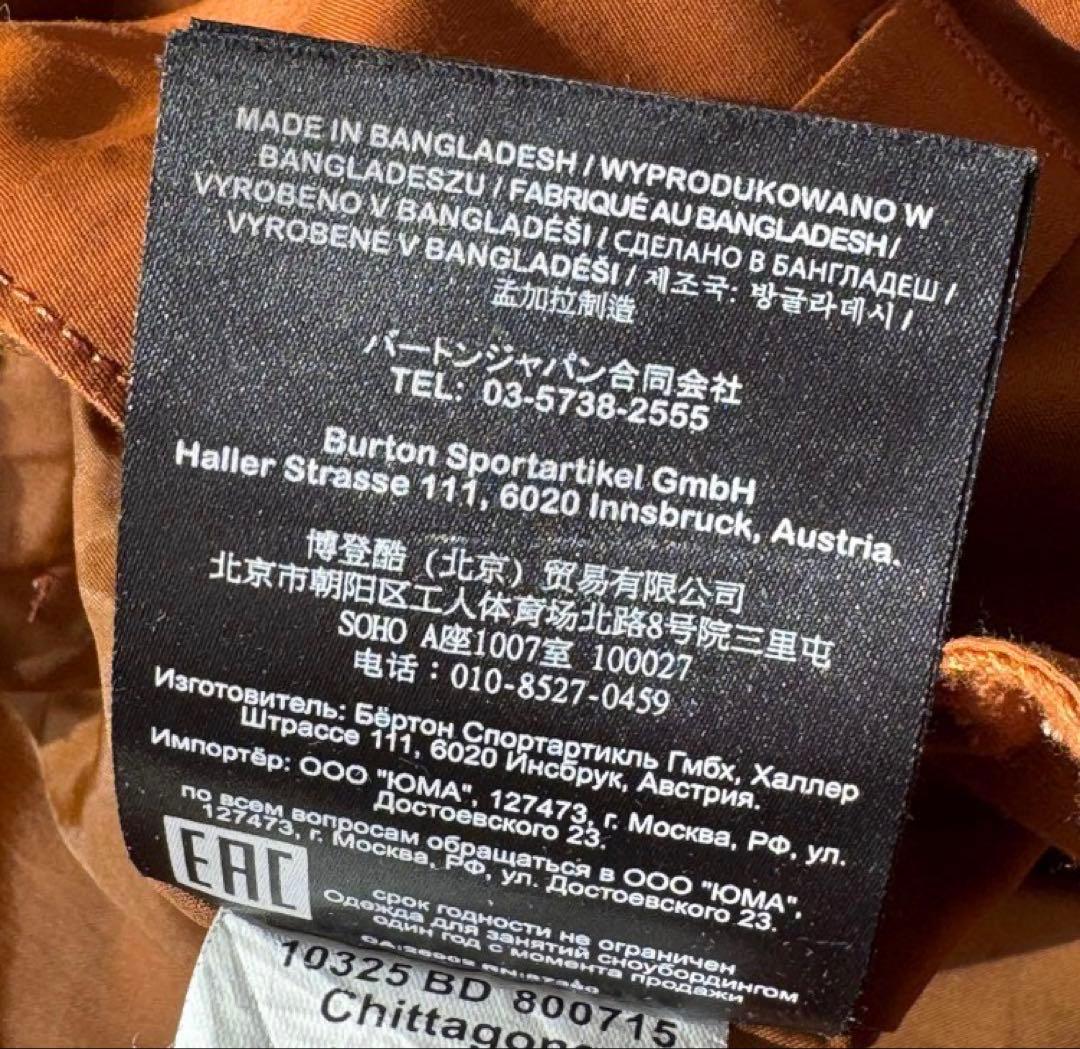 MADE IN BANGLADESH / WYPRODUKOWANO W
BANGLADESZU / FABRIQUÉ AU BANGLADESH /
VYROBENO V BANGLADÉŠI / СДЕЛАНО В БАНГЛАДЕШ /
VYROBENÉ V BANGLADÉŠI / 제조국: 방글라데시 /
孟加拉制造
バートンジャパン合同会社
TEL: 03-5738-2555
Burton Sportartikel GmbH
Haller Strasse 111, 6020 Innsbruck, Austria.
博登酷（北京）贸易有限公司
北京市朝阳区工人体育场北路8号院三里屯
SOHO A座1007室 100027
电话：010-8527-0459
Изготовитель: Бёртон Спортартикль Гмбх, Халлер
Штрассе 111, 6020 Инсбрук, Австрия.
Импортёр: ООО "ЮМА", 127473, г. Москва, РФ, ул.
Достоевского 23.
по всем вопросам обращаться в ООО "ЮМА",
127473, г. Москва, РФ, ул. Достоевского 23.
EAC
срок годности не ограничен
Одежда для занятий сноубордингом
один год с момента продажи
10325 BD 800715
Chittagong